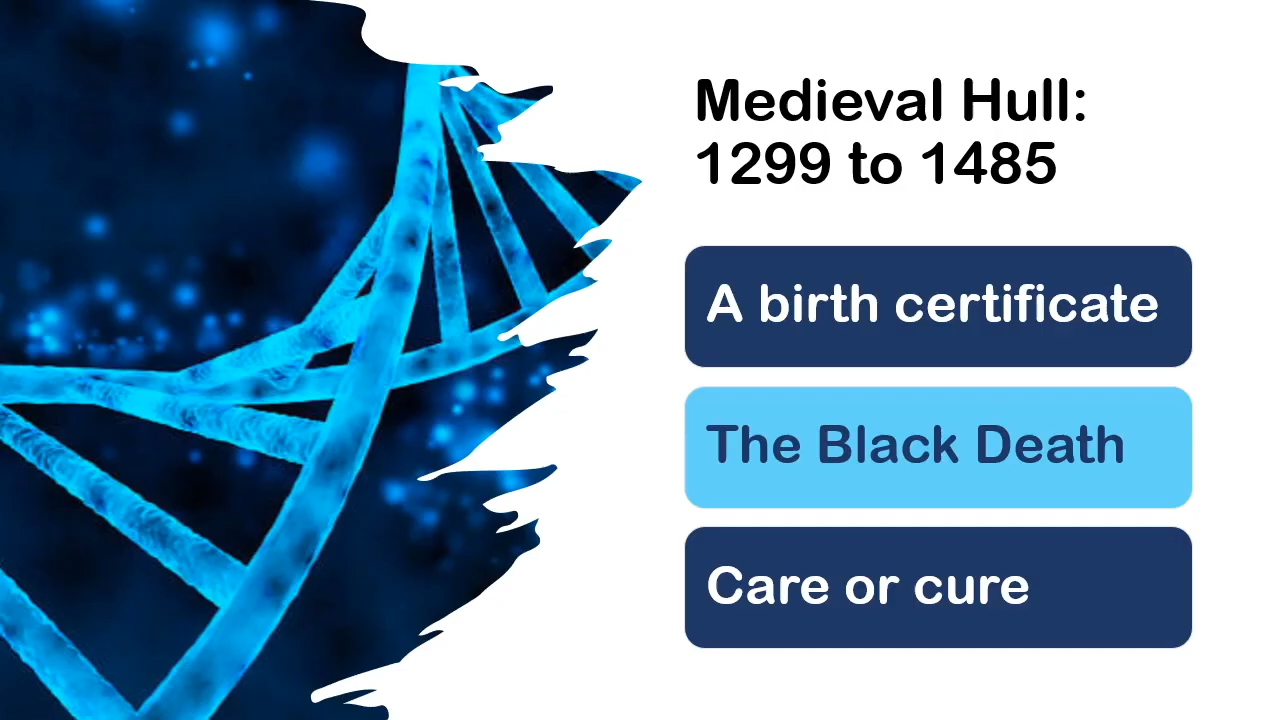 Medieval Hull:
1299 to 1485
A birth certificate
The Black Death
Care or cure